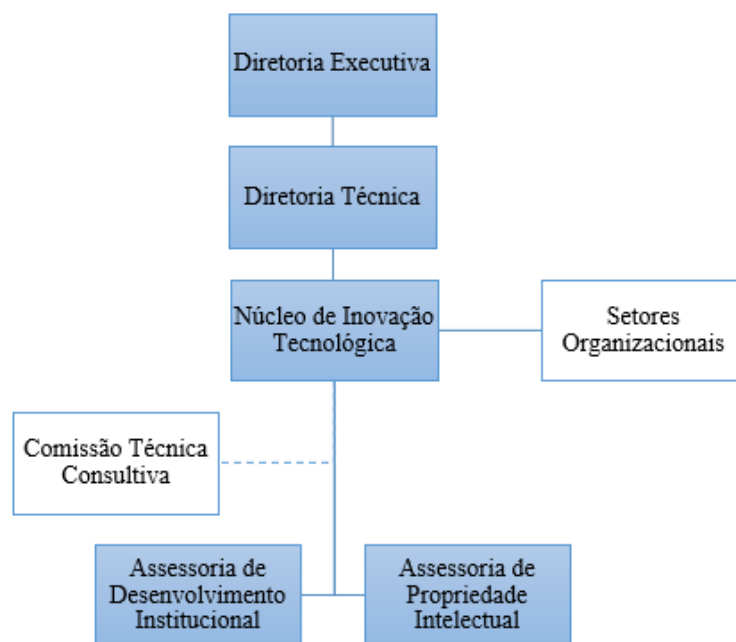 Diretoria Executiva
Diretoria Técnica
Núcleo de Inovação
Tecnológica
Setores
Organizacionais
Comissão Técnica
Consultiva
Assessoria de
Desenvolvimento
Institucional
Assessoria de
Propriedade
Intelectual